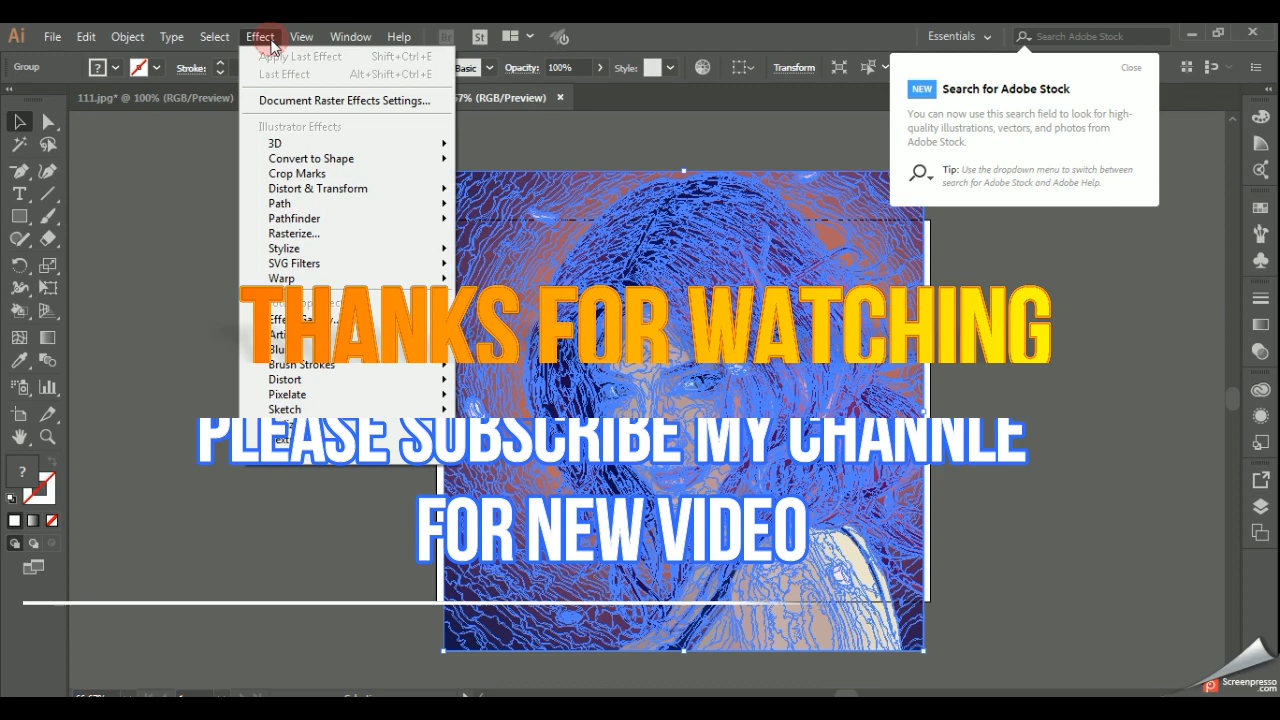 Ai File Edit Object Type Select Effect View Window Help Br St Essentials Search Adobe Stock
Group ? Stroke: Basic Opacity: 100% Style: Transform
111.jpg* @ 100% (RGB/Preview) 7% (RGB/Preview) ×
Apply Last Effect Shift+Ctrl+E
Last Effect Alt+Shift+Ctrl+E
Document Raster Effects Settings...
Illustrator Effects
3D
Convert to Shape
Crop Marks
Distort & Transform
Path
Pathfinder
Rasterize...
Stylize
SVG Filters
Warp
Brush Strokes
Distort
Pixelate
Sketch
Close
NEW Search for Adobe Stock
You can now use this search field to look for high-
quality illustrations, vectors, and photos from
Adobe Stock.
Tip: Use the dropdown menu to switch between
search for Adobe Stock and Adobe Help.
THANKS FOR WATCHING
PLEASE SUBSCRIBE MY CHANNLE
FOR NEW VIDEO
?
Screenpresso
.com